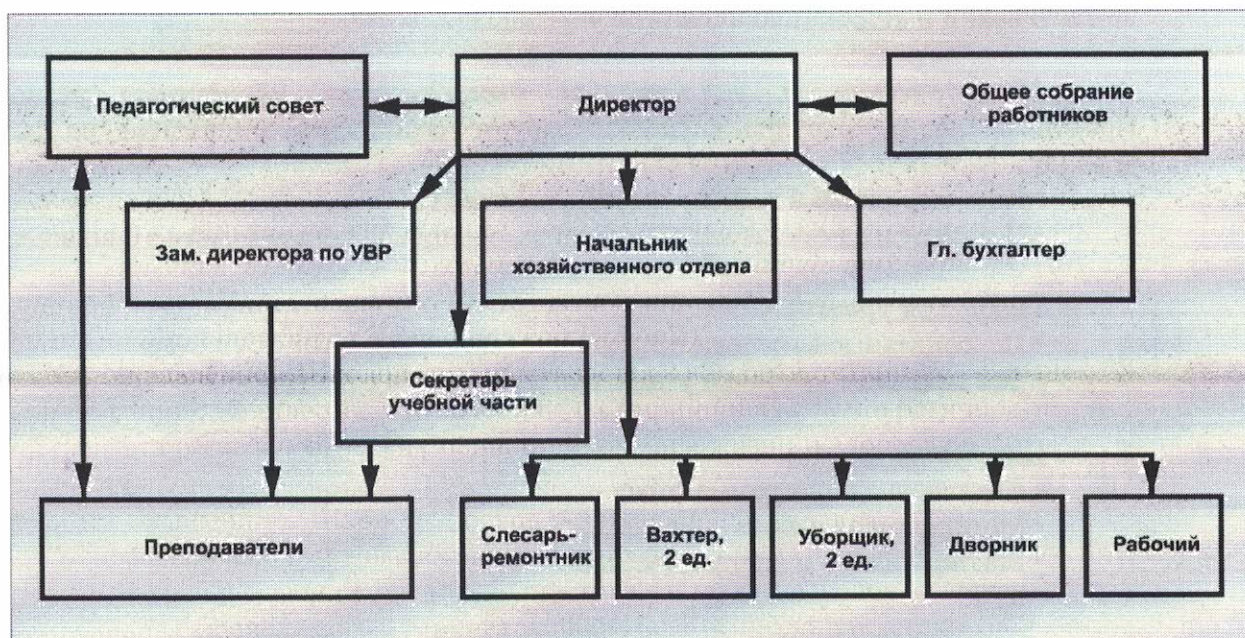 Педагогический совет
Директор
Общее собрание
работников
Зам. директора по УВР
Начальник
хозяйственного отдела
Гл. бухгалтер
Секретарь
учебной части
Преподаватели
Слесарь-
ремонтник
Вахтер,
2 ед.
Уборщик,
2 ед.
Дворник
Рабочий